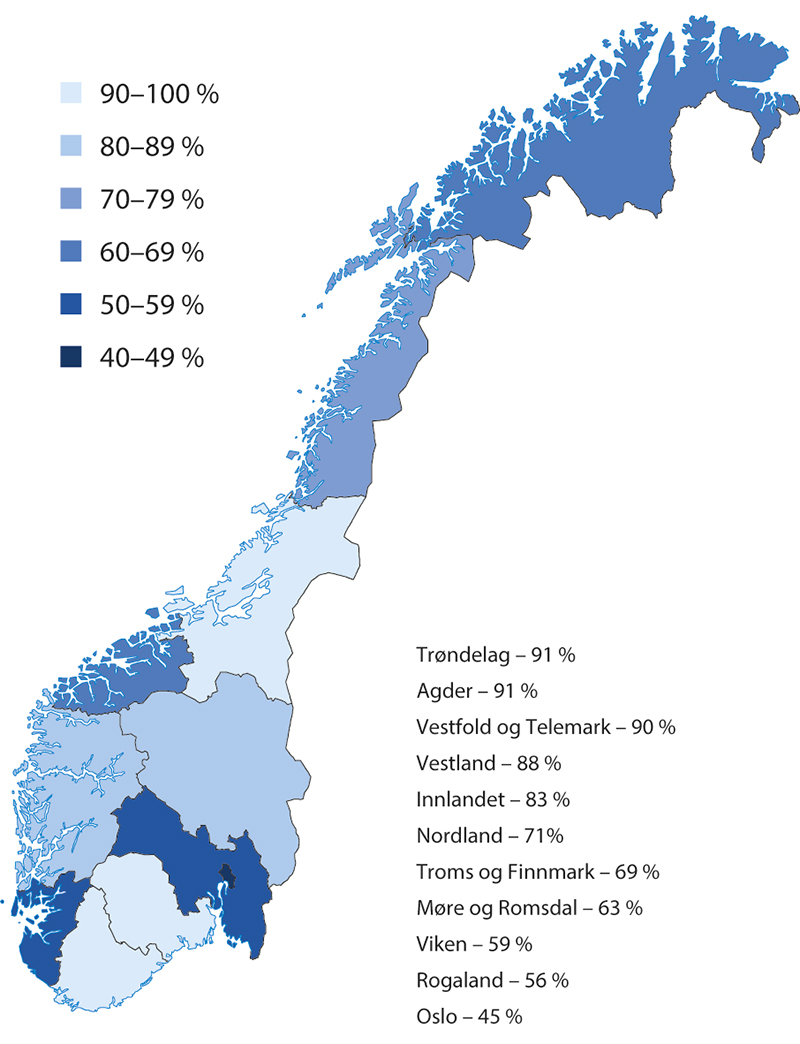 90–100 %
80–89 %
70–79 %
60–69 %
50–59 %
40–49 %
Trøndelag – 91 %
Agder – 91 %
Vestfold og Telemark – 90 %
Vestland – 88 %
Innlandet – 83 %
Nordland – 71%
Troms og Finnmark – 69 %
Møre og Romsdal – 63 %
Viken – 59 %
Rogaland – 56 %
Oslo – 45 %